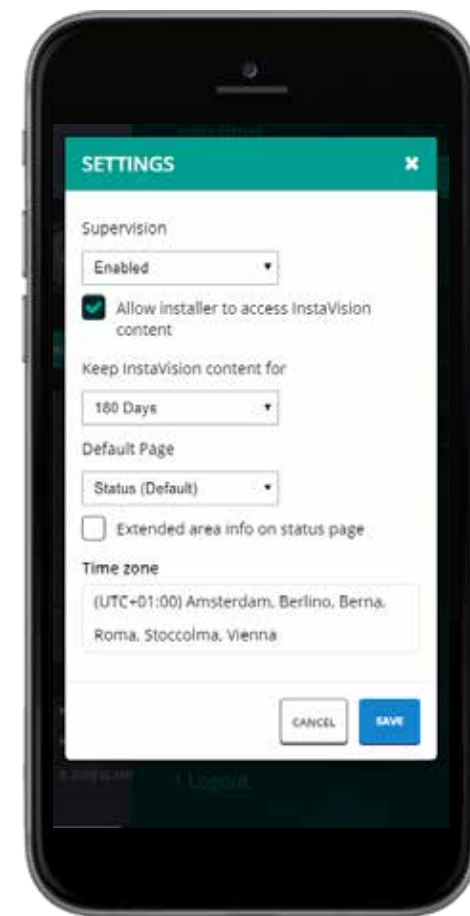 SETTINGS
Supervision
Enabled
Allow installer to access InstaVision
content
Keep InstaVision content for
180 Days
Default Page
Status (Default)
Extended area info on status page
Time zone
(UTC+01:00) Amsterdam, Berlino, Berna,
Roma, Stoccolma, Vienna
CANCEL
SAVE
Logout